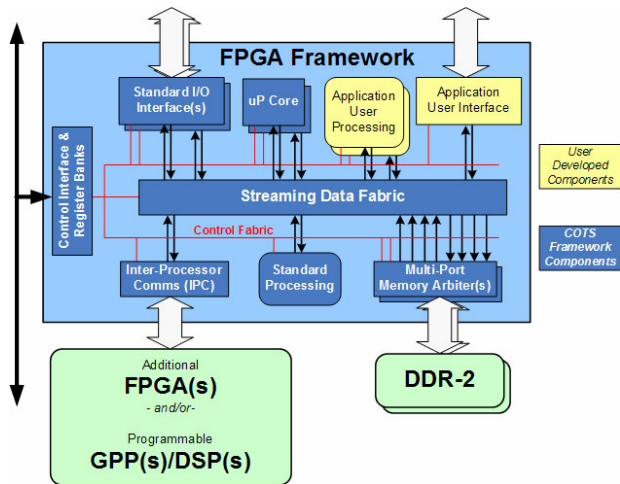 FPGA Framework
Standard I/O
Interface(s)
uP Core
Application
User
Processing
Application
User Interface
Control Interface &
Register Banks
User
Developed
Components
Streaming Data Fabric
Control Fabric
COTS
Framework
Components
Inter-Processor
Comms (IPC)
Standard
Processing
Multi-Port
Memory Arbiter(s)
Additional
FPGA(s)
- and/or-
Programmable
GPP(s)/DSP(s)
DDR-2